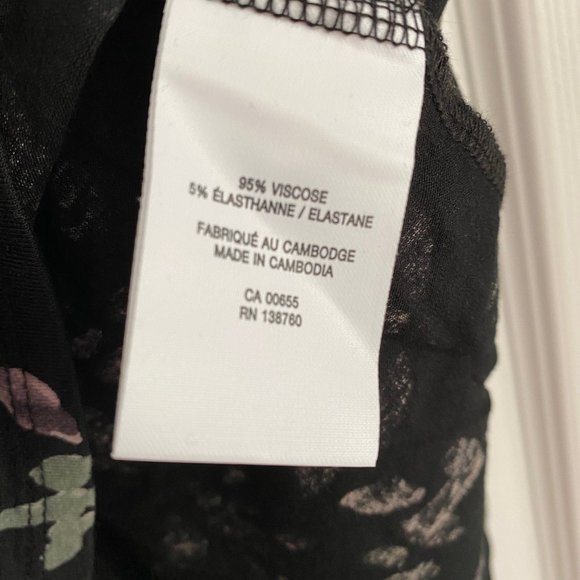 95% VISCOSE
5% ÉLASTHANNE / ELASTANE
FABRIQUÉ AU CAMBODGE
MADE IN CAMBODIA
CA 00655
RN 138760